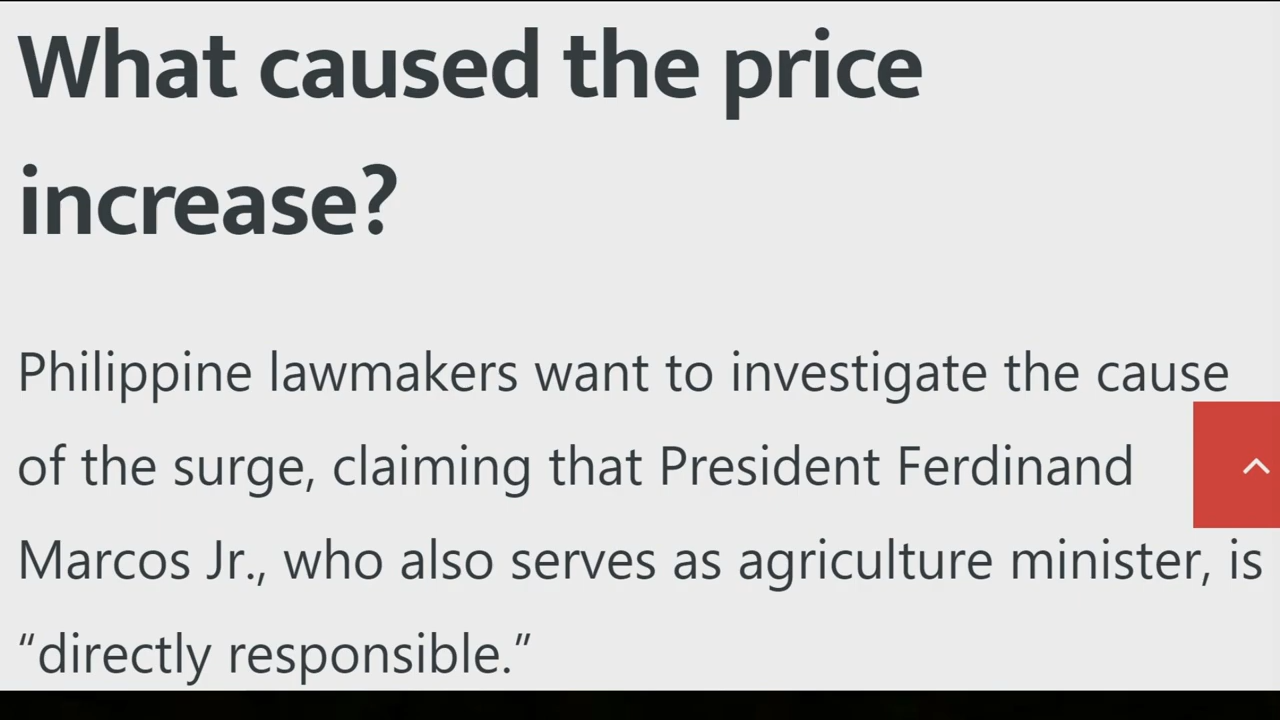 What caused the price
increase?
Philippine lawmakers want to investigate the cause
of the surge, claiming that President Ferdinand
Marcos Jr., who also serves as agriculture minister, is
“directly responsible.”